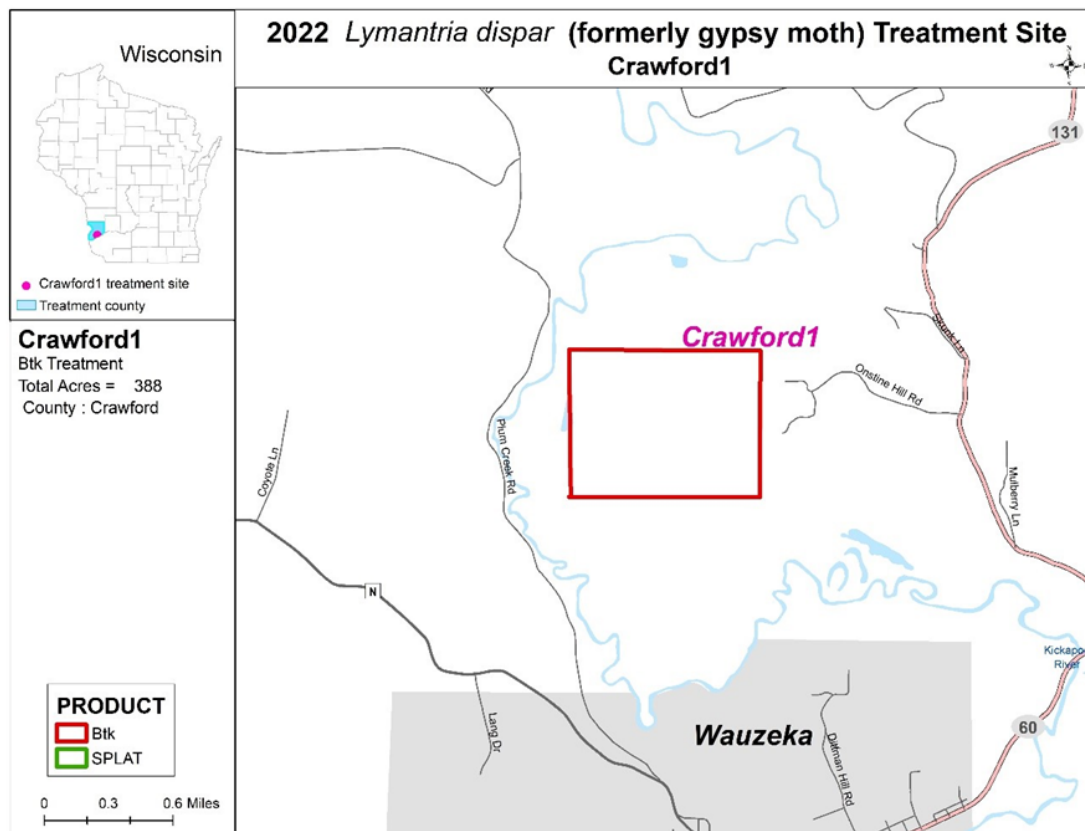 2022 Lymantria dispar (formerly gypsy moth) Treatment Site
Crawford1
Wisconsin
Crawford1 treatment site
Treatment county
Crawford1
Btk Treatment
Total Acres = 388
County : Crawford
131
Crawford1
Skunk Ln
Onstine Hill Rd
Plum Creek Rd
Coyote Ln
Mulberry Ln
N
Kickapoo
River
Lang Dr
Wauzeka
Dillman Hill Rd
60
PRODUCT
Btk
SPLAT
0 0.3 0.6 Miles